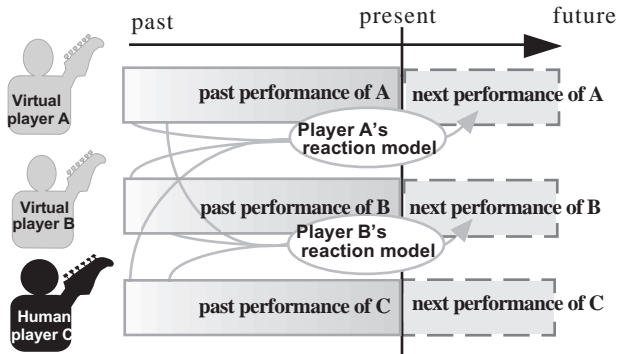 past
present
future
Virtual
player A
past performance of A
next performance of A
Player A's
reaction model
Virtual
player B
past performance of B
next performance of B
Player B's
reaction model
Human
player C
past performance of C
next performance of C